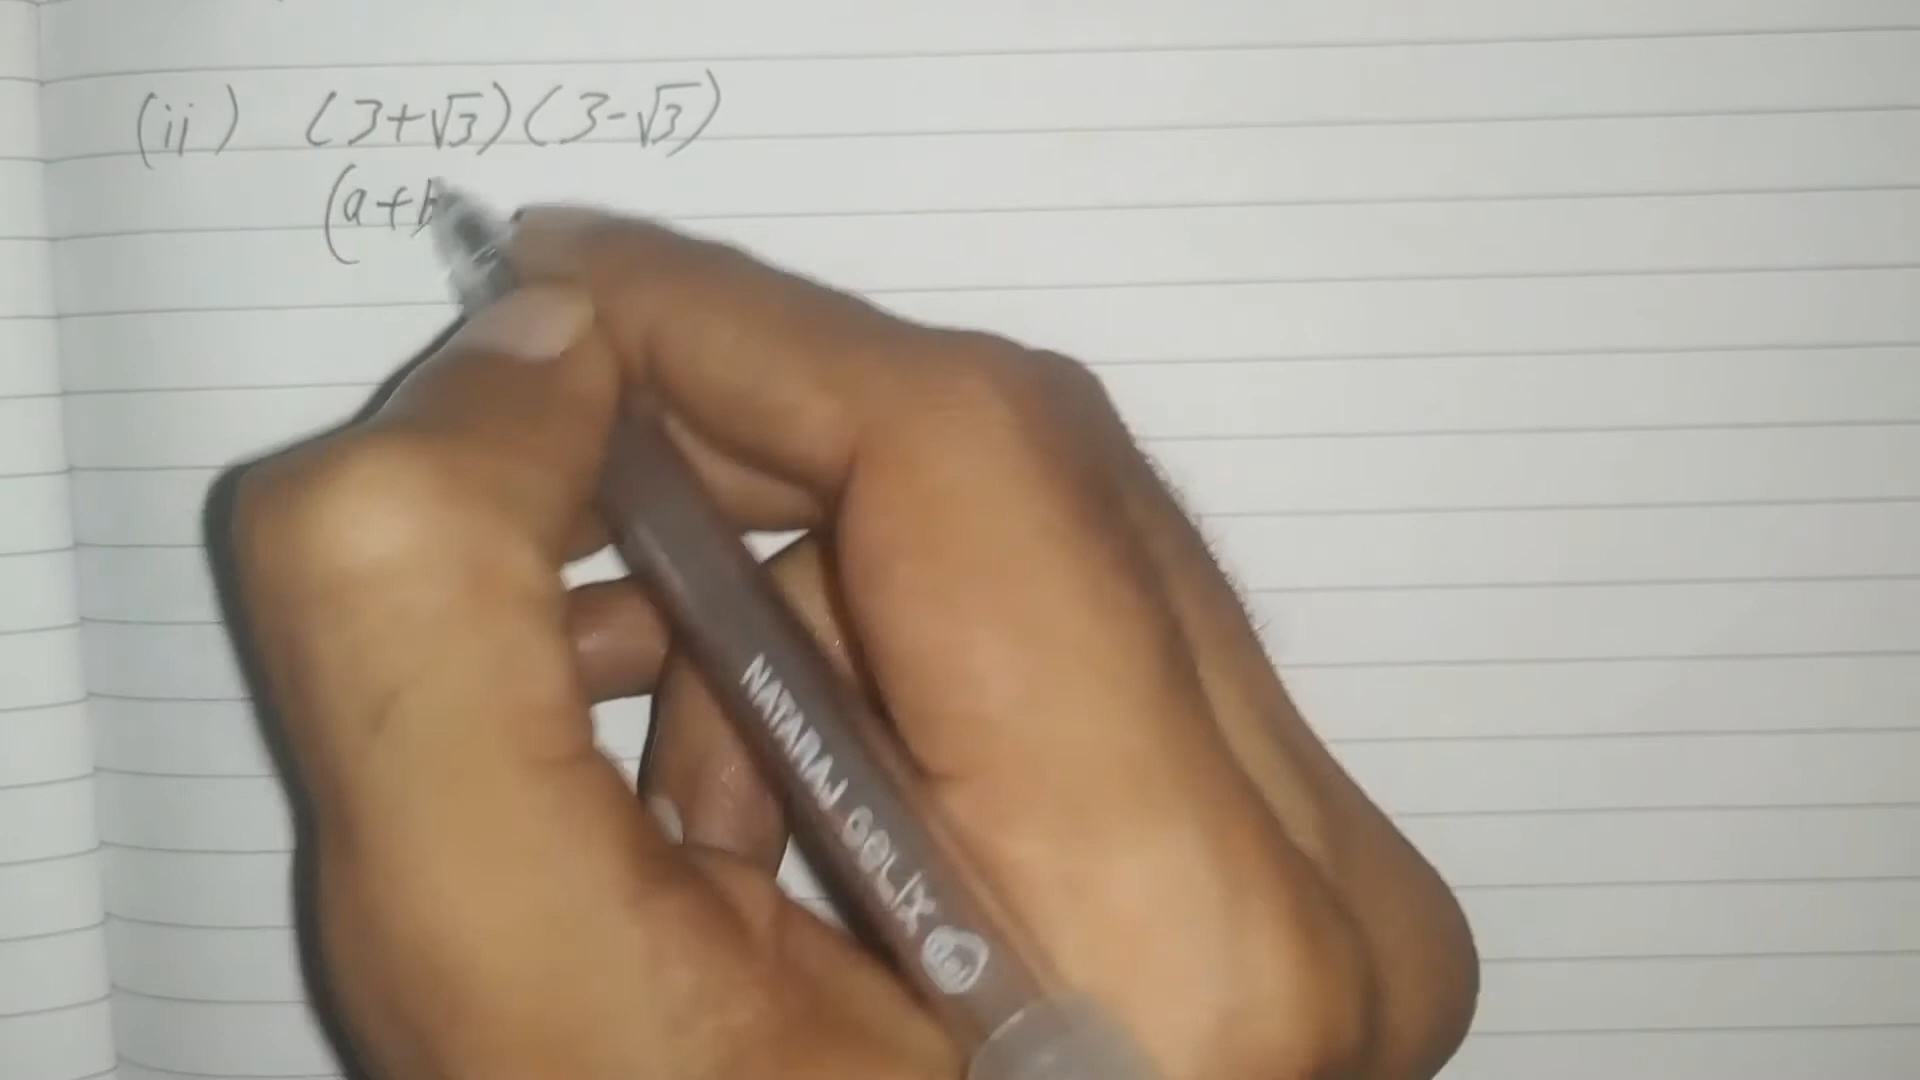 (ii) (3+√3)(3-√3)
(a+b
NATARAJ GELIX